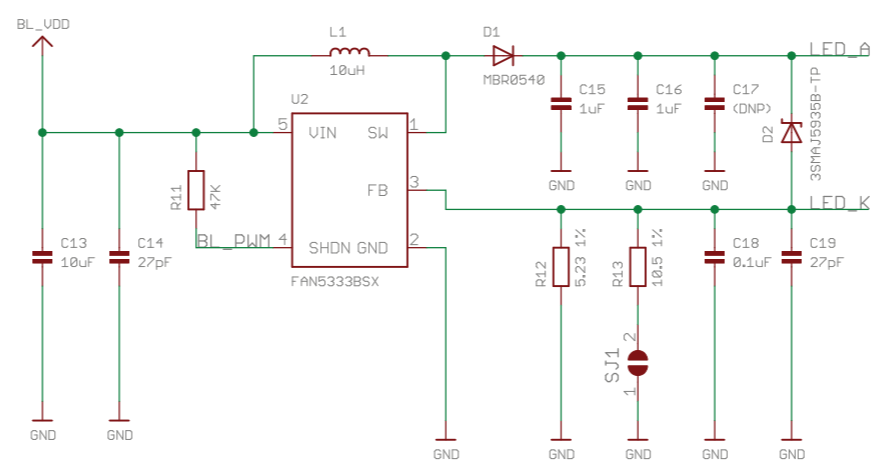 BL_VDD
L1
10uH
D1
MBR0540
LED_A
U2
5 VIN SW 1
C15
1uF
C16
1uF
C17
(DNP)
D2
3SMAJ5935B-TP
GND
GND
GND
R11
47K
FB 3
LED_K
BL_PWM 4 SHDN GND 2
FAN5333BSX
C13
10uF
C14
27pF
R12
5.23 1%
R13
10.5 1%
C18
0.1uF
C19
27pF
SJ1
2
1
GND
GND
GND
GND
GND
GND
GND